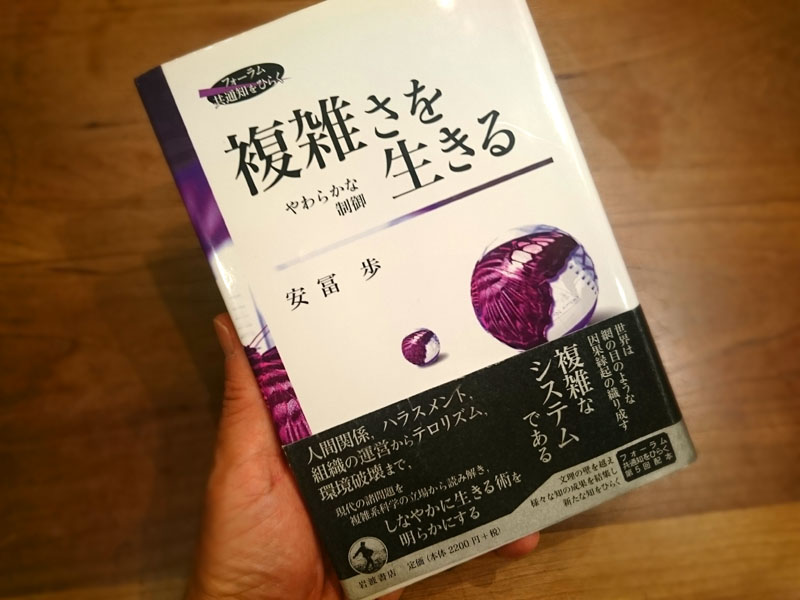 フォーラム
共通知をひらく
複雑さを
生きる
やわらかな
制御
安冨 歩
世界は
網の目のような
因果縁起の織り成す
複雑な
システム
である
人間関係、ハラスメント、
組織の運営からテロリズム、
環境破壊まで、
現代の諸問題を
複雑系科学の立場から読み解き、
しなやかに生きる術を
明らかにする
文理の壁を越え
様々な知の成果を結集し
新たな知をひらく
フォーラム
共通知をひらく
第5回配本
岩波書店 定価(本体2200円+税)